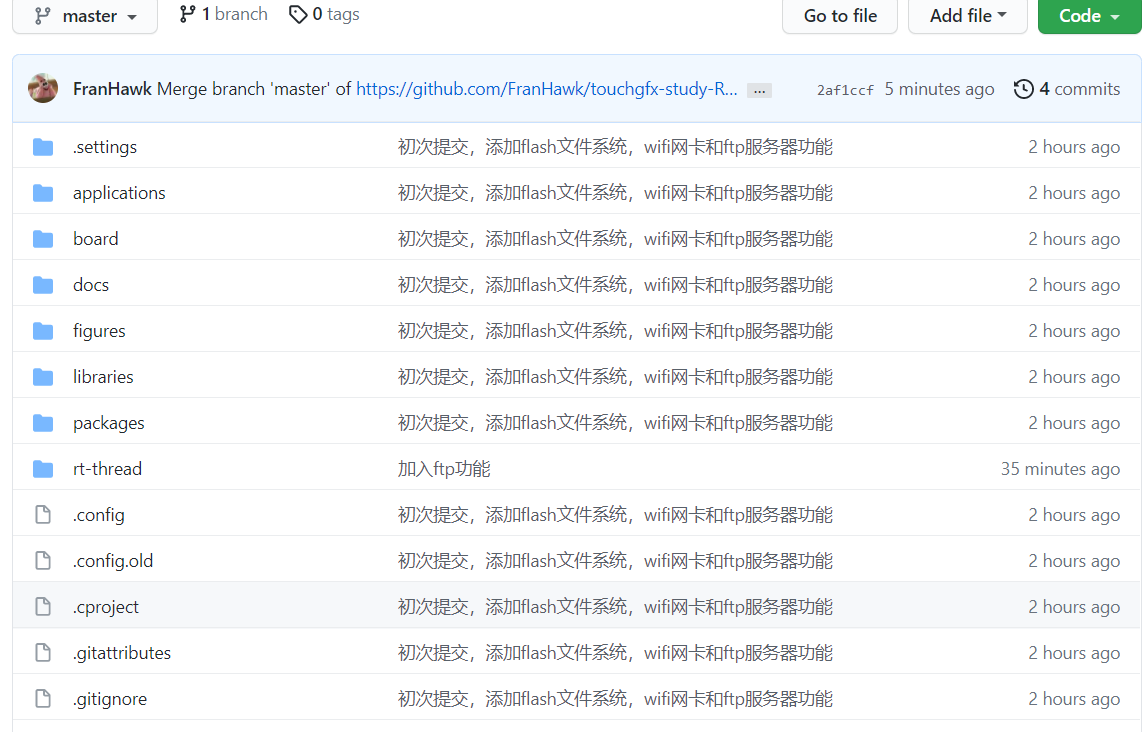 master 1 branch 0 tags Go to file Add file Code
FranHawk Merge branch 'master' of https://github.com/FranHawk/touchgfx-study-R... ... 2af1ccf 5 minutes ago 4 commits
.settings 初次提交，添加flash文件系统，wifi网卡和ftp服务器功能 2 hours ago
applications 初次提交，添加flash文件系统，wifi网卡和ftp服务器功能 2 hours ago
board 初次提交，添加flash文件系统，wifi网卡和ftp服务器功能 2 hours ago
docs 初次提交，添加flash文件系统，wifi网卡和ftp服务器功能 2 hours ago
figures 初次提交，添加flash文件系统，wifi网卡和ftp服务器功能 2 hours ago
libraries 初次提交，添加flash文件系统，wifi网卡和ftp服务器功能 2 hours ago
packages 初次提交，添加flash文件系统，wifi网卡和ftp服务器功能 2 hours ago
rt-thread 加入ftp功能 35 minutes ago
.config 初次提交，添加flash文件系统，wifi网卡和ftp服务器功能 2 hours ago
.config.old 初次提交，添加flash文件系统，wifi网卡和ftp服务器功能 2 hours ago
.cproject 初次提交，添加flash文件系统，wifi网卡和ftp服务器功能 2 hours ago
.gitattributes 初次提交，添加flash文件系统，wifi网卡和ftp服务器功能 2 hours ago
.gitignore 初次提交，添加flash文件系统，wifi网卡和ftp服务器功能 2 hours ago